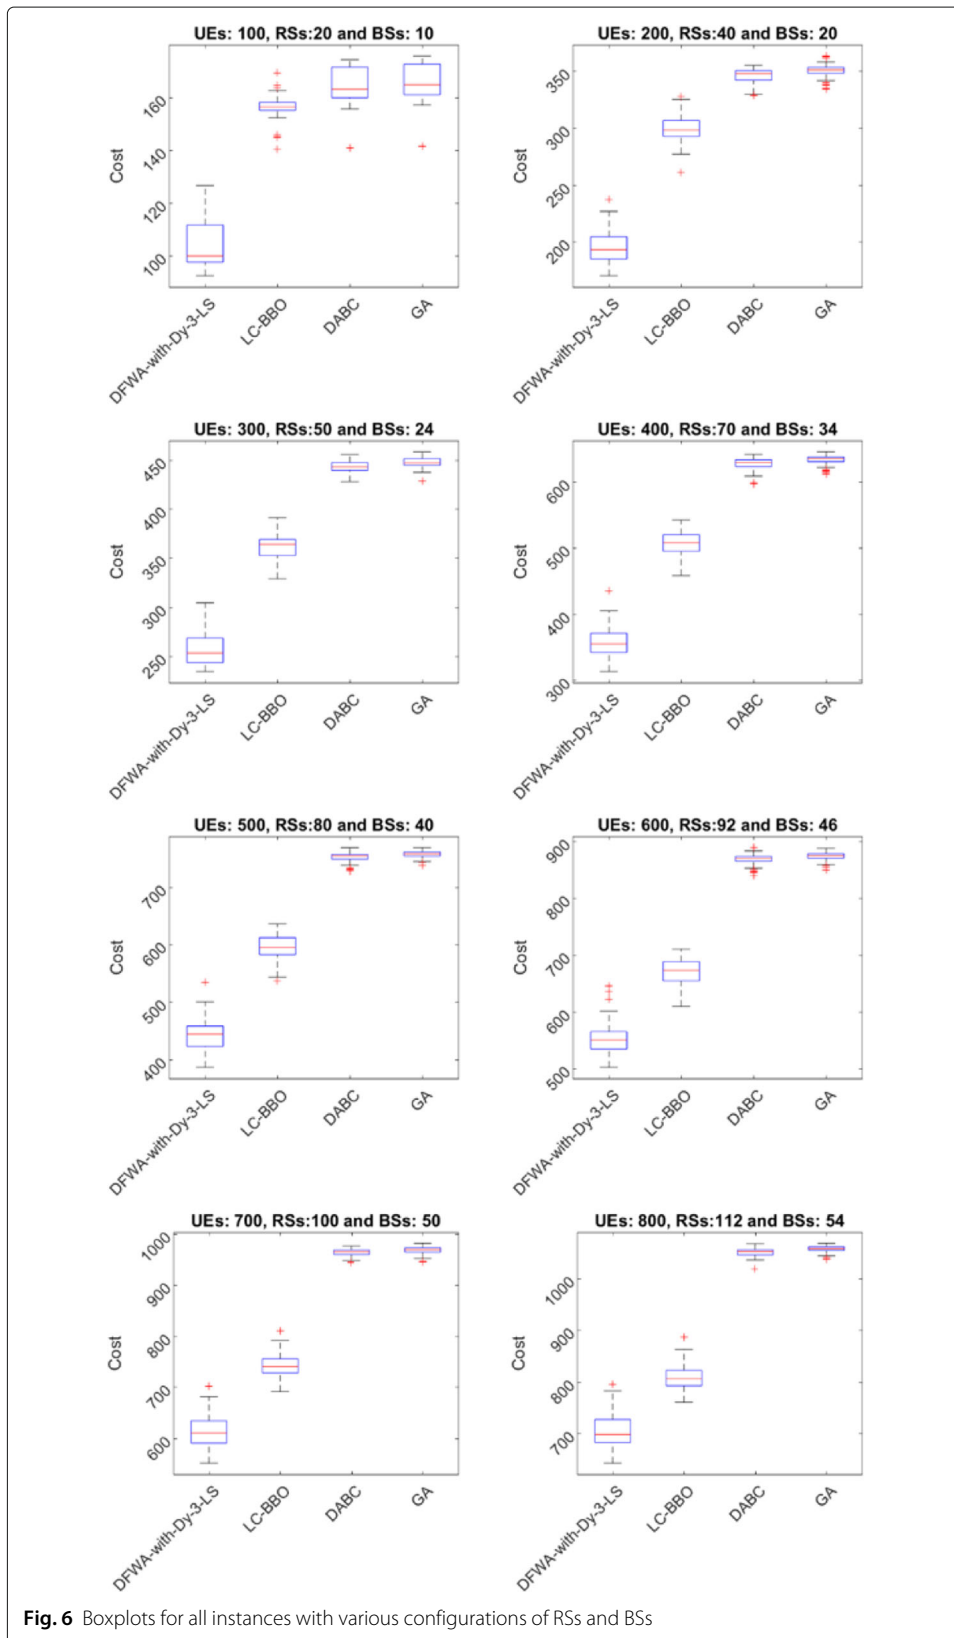 UEs: 100, RSs:20 and BSs: 10
Cost
160
140
120
100
DFWA-with-Dy-3-LS
LC-BBO
DABC
GA
UEs: 200, RSs:40 and BSs: 20
Cost
350
300
250
200
DFWA-with-Dy-3-LS
LC-BBO
DABC
GA
UEs: 300, RSs:50 and BSs: 24
Cost
450
400
350
300
250
DFWA-with-Dy-3-LS
LC-BBO
DABC
GA
UEs: 400, RSs:70 and BSs: 34
Cost
600
500
400
300
DFWA-with-Dy-3-LS
LC-BBO
DABC
GA
UEs: 500, RSs:80 and BSs: 40
Cost
700
600
500
400
DFWA-with-Dy-3-LS
LC-BBO
DABC
GA
UEs: 600, RSs:92 and BSs: 46
Cost
900
800
700
600
500
DFWA-with-Dy-3-LS
LC-BBO
DABC
GA
UEs: 700, RSs:100 and BSs: 50
Cost
1000
900
800
700
600
DFWA-with-Dy-3-LS
LC-BBO
DABC
GA
UEs: 800, RSs:112 and BSs: 54
Cost
1000
900
800
700
DFWA-with-Dy-3-LS
LC-BBO
DABC
GA
Fig. 6 Boxplots for all instances with various configurations of RSs and BSs